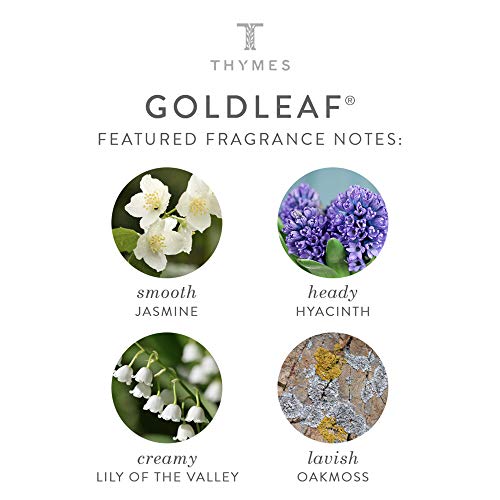 THYMES
GOLDLEAF®
FEATURED FRAGRANCE NOTES:
smooth
JASMINE
heady
HYACINTH
creamy
LILY OF THE VALLEY
lavish
OAKMOSS